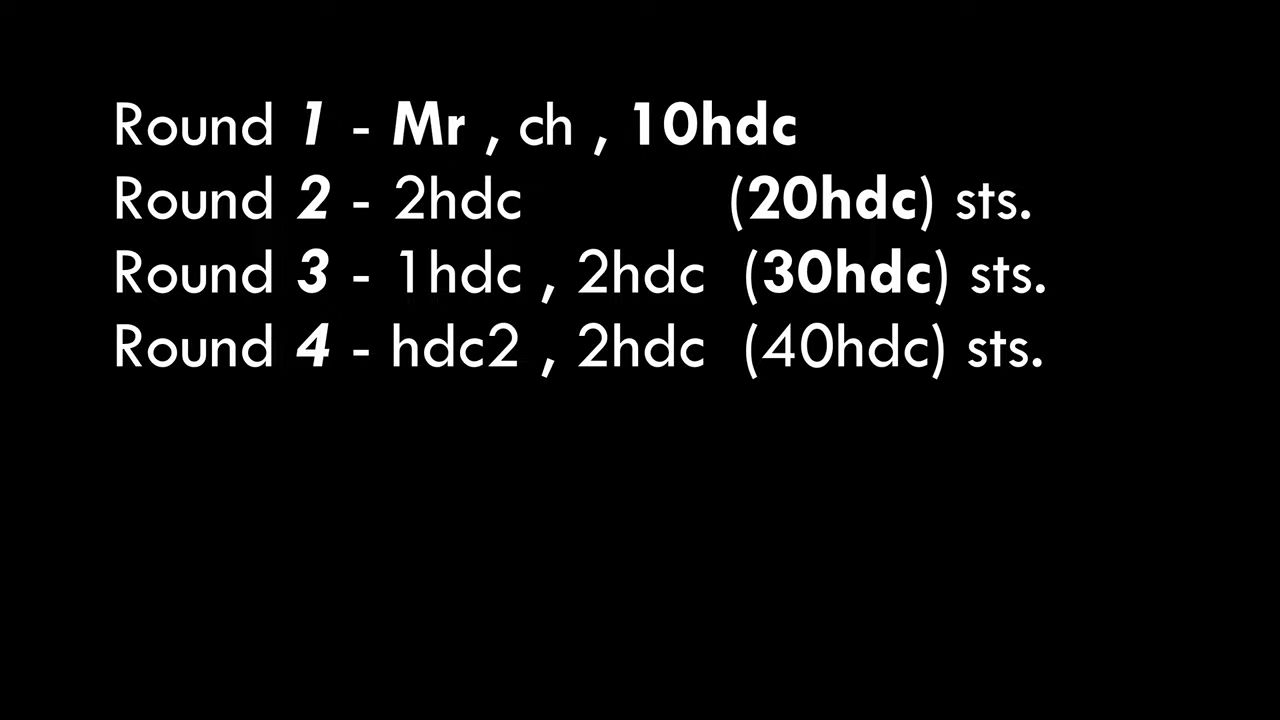 Round 1 - Mr , ch , 10hdc
Round 2 - 2hdc (20hdc) sts.
Round 3 - 1hdc , 2hdc (30hdc) sts.
Round 4 - hdc2 , 2hdc (40hdc) sts.